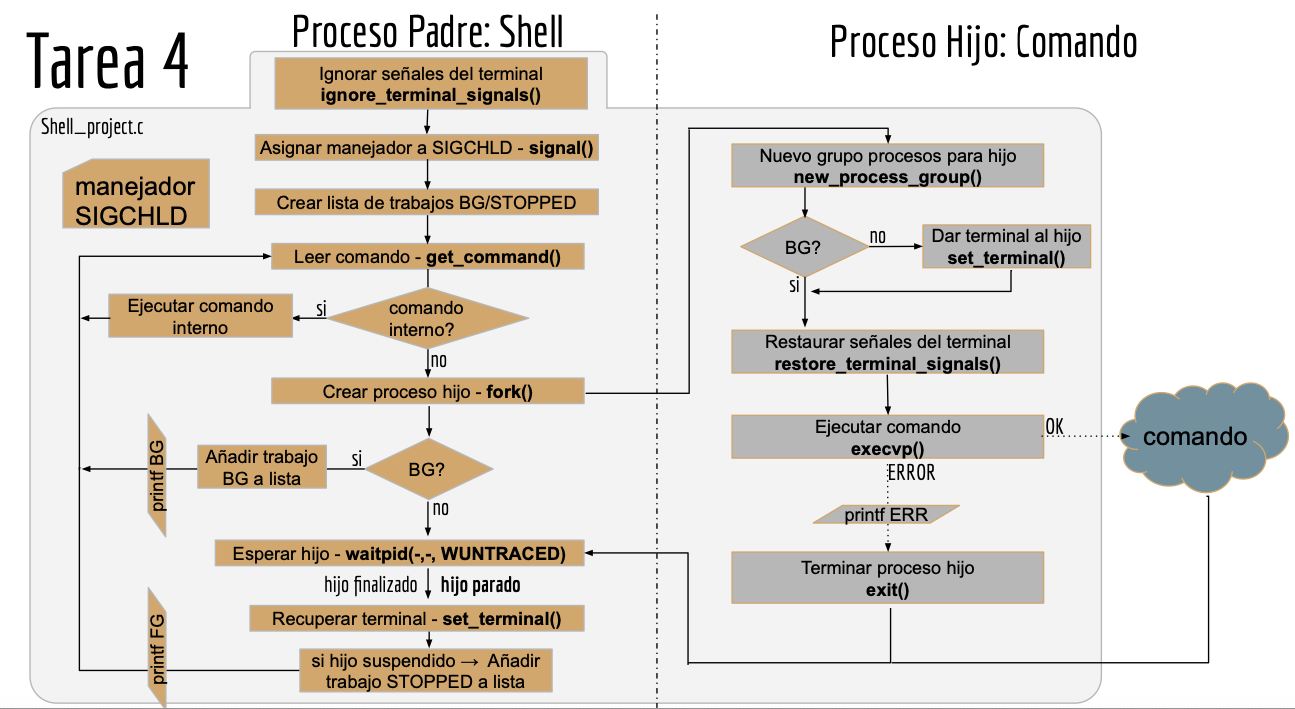 Tarea 4
Proceso Padre: Shell
Proceso Hijo: Comando
Shell_project.c
manejador
SIGCHLD
Ignorar señales del terminal
ignore_terminal_signals()
Asignar manejador a SIGCHLD - signal()
Crear lista de trabajos BG/STOPPED
Leer comando - get_command()
comando
interno?
si
Ejecutar comando
interno
no
Crear proceso hijo - fork()
BG?
si
Añadir trabajo
BG a lista
printf BG
no
Esperar hijo - waitpid(-,-, WUNTRACED)
hijo finalizado
hijo parado
Recuperar terminal - set_terminal()
si hijo suspendido → Añadir
trabajo STOPPED a lista
printf FG
Nuevo grupo procesos para hijo
new_process_group()
BG?
no
Dar terminal al hijo
set_terminal()
si
Restaurar señales del terminal
restore_terminal_signals()
Ejecutar comando
execvp()
OK
comando
ERROR
printf ERR
Terminar proceso hijo
exit()